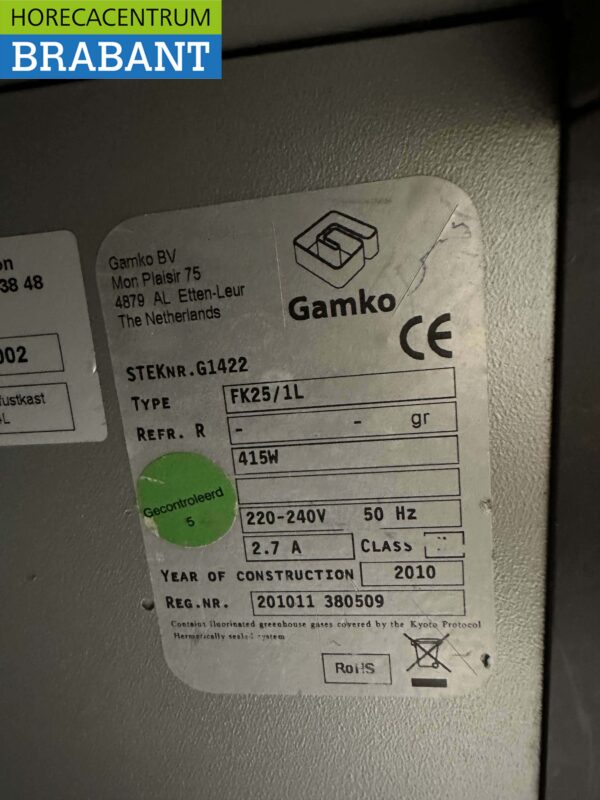 HORECACENTRUM
BRABANT
on
38 48
002
fustkast
L
Gamko BV
Mon Plaisir 75
4879 AL Etten-Leur
The Netherlands
Gamko
CE
STEKNR.G1422
TYPE FK25/1L
REFR. R - - gr
415W
Gecontroleerd
5
220-240V 50 Hz
2.7 A CLASS
YEAR OF CONSTRUCTION 2010
REG.NR. 201011 380509
Contains fluorinated greenhouse gases covered by the Kyoto Protocol
Hermetically sealed system
RoHS